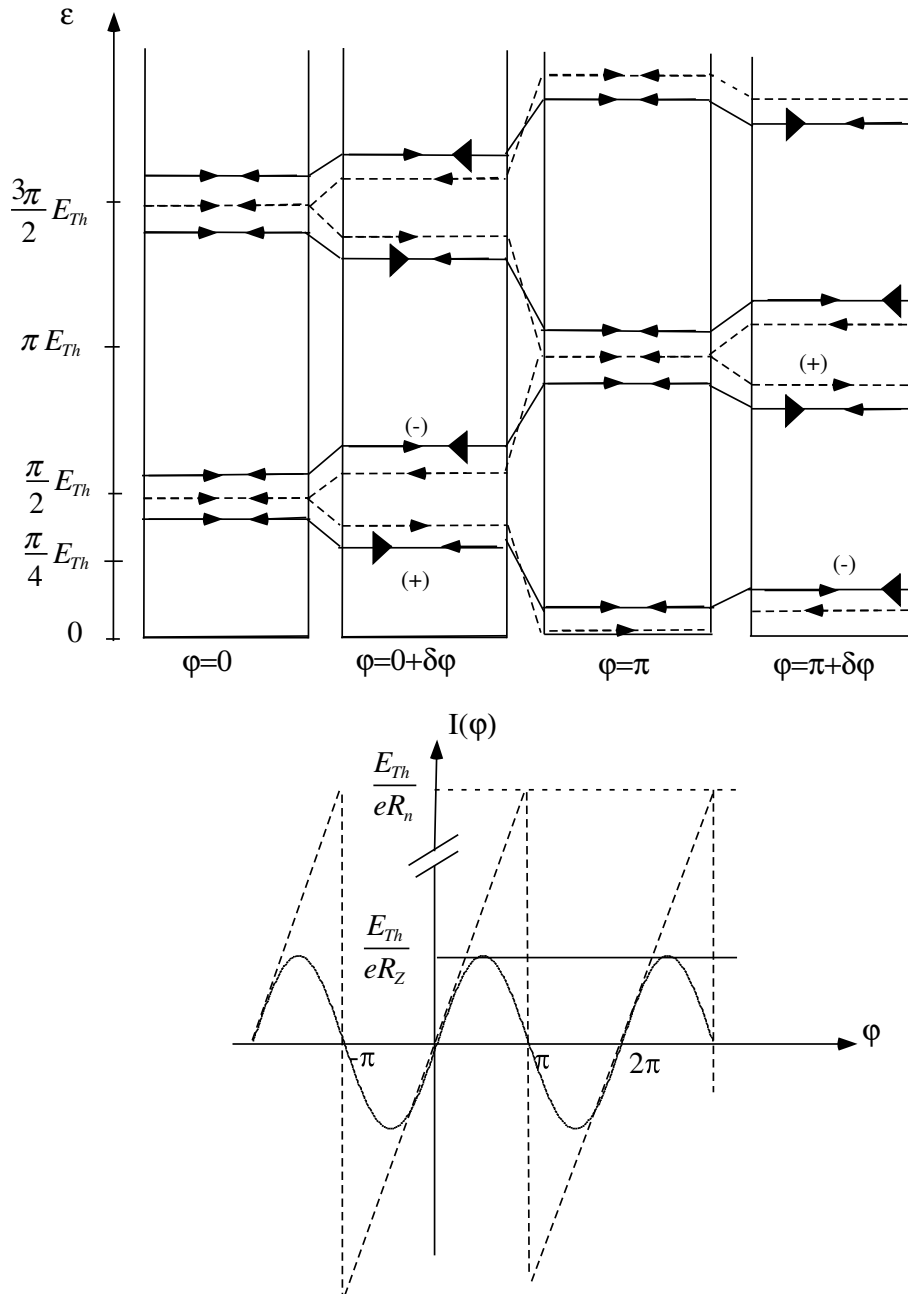 ε
3π/2 E_Th
π E_Th
(-)
(+)
π/2 E_Th
π/4 E_Th
(+)
(-)
0
φ=0
φ=0+δφ
φ=π
φ=π+δφ
I(φ)
E_Th/eR_n
E_Th/eR_Z
φ
-π
π
2π